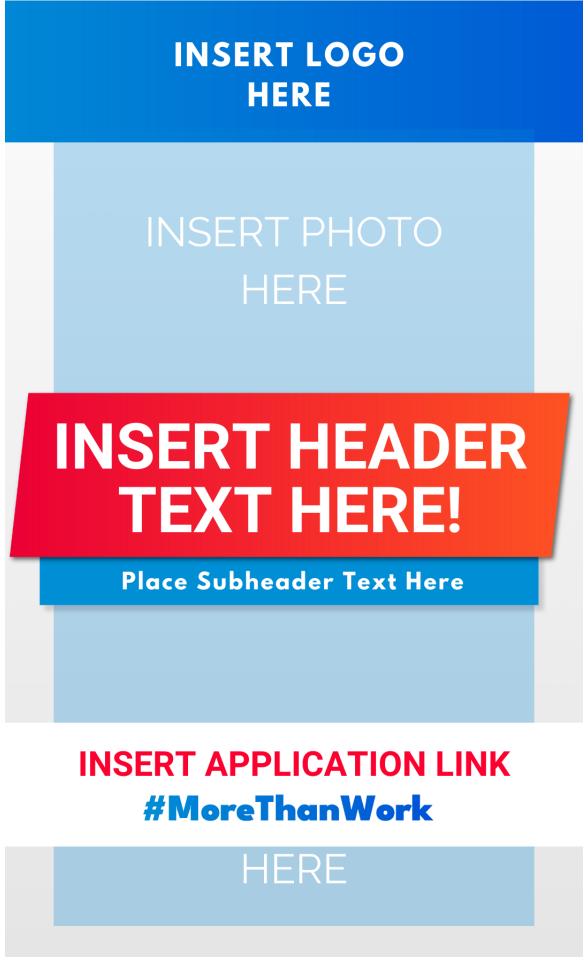 INSERT LOGO
HERE
INSERT PHOTO
HERE
INSERT HEADER
TEXT HERE!
Place Subheader Text Here
INSERT APPLICATION LINK
#MoreThanWork
HERE